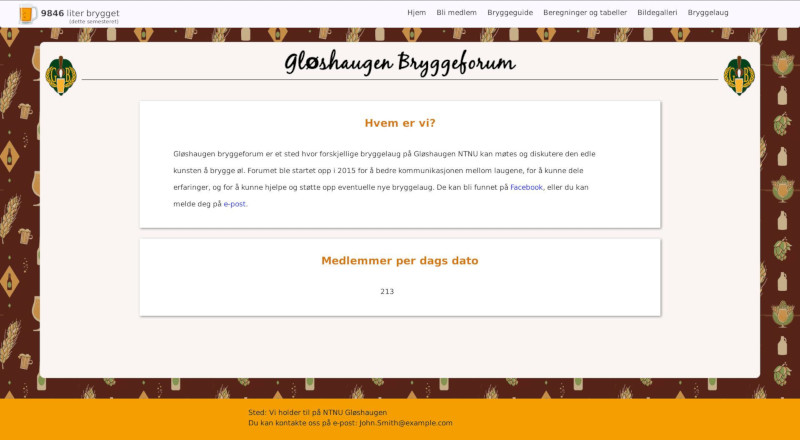 9846 liter brygget
(dette semesteret)
Hjem Bli medlem Bryggeguide Beregninger og tabeller Bildegalleri Bryggelaug
Gløshaugen Bryggeforum
Hvem er vi?
Gløshaugen bryggeforum er et sted hvor forskjellige bryggelaug på Gløshaugen NTNU kan møtes og diskutere den edle
kunsten å brygge øl. Forumet ble startet opp i 2015 for å bedre kommunikasjonen mellom laugene, for å kunne dele
erfaringer, og for å kunne hjelpe og støtte opp eventuelle nye bryggelaug. De kan bli funnet på Facebook, eller du kan
melde deg på e-post.
Medlemmer per dags dato
213
Sted: Vi holder til på NTNU Gløshaugen
Du kan kontakte oss på e-post: John.Smith@example.com